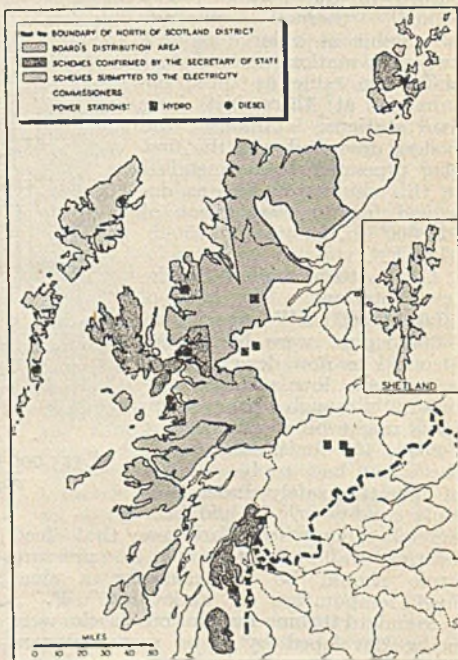 BOUNDARY OF NORTH OF SCOTLAND DISTRICT
BOARD'S DISTRIBUTION AREA
SCHEMES CONFIRMED BY THE SECRETARY OF STATE
SCHEMES SUBMITTED TO THE ELECTRICITY
COMMISSIONERS
POWER STATIONS: HYDRO DIESEL
SHETLAND
MILES
0 10 20 30 40 50